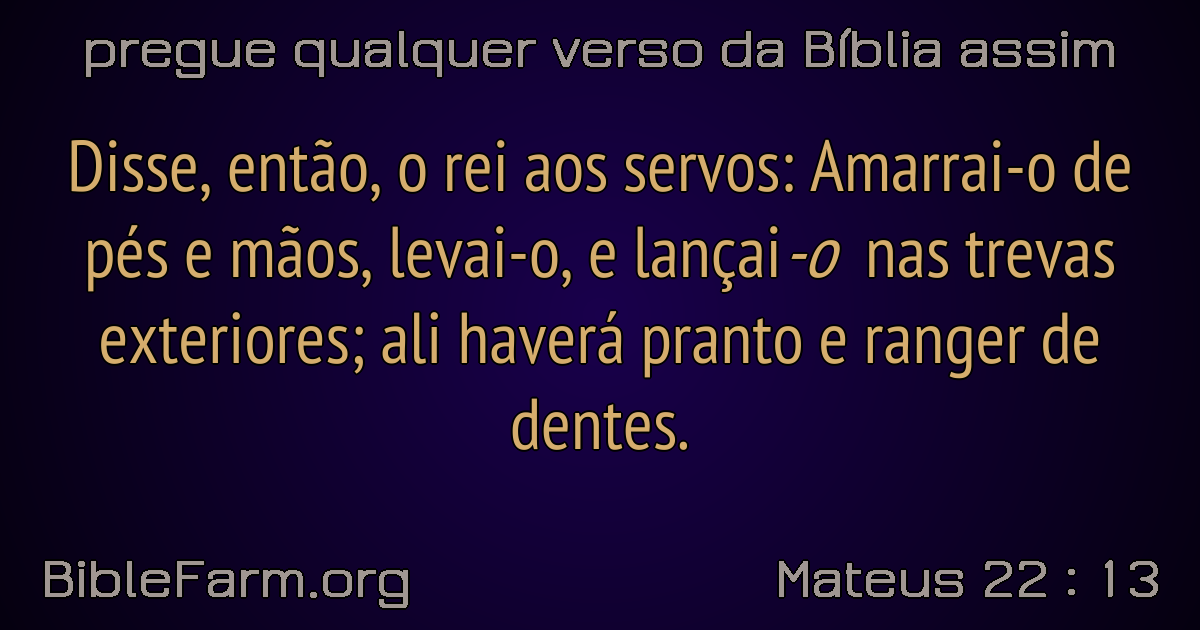 pregue qualquer verso da Bíblia assim
Disse, então, o rei aos servos: Amarrai-o de
pés e mãos, levai-o, e lançai-o nas trevas
exteriores; ali haverá pranto e ranger de
dentes.
BibleFarm.org
Mateus 22 : 13